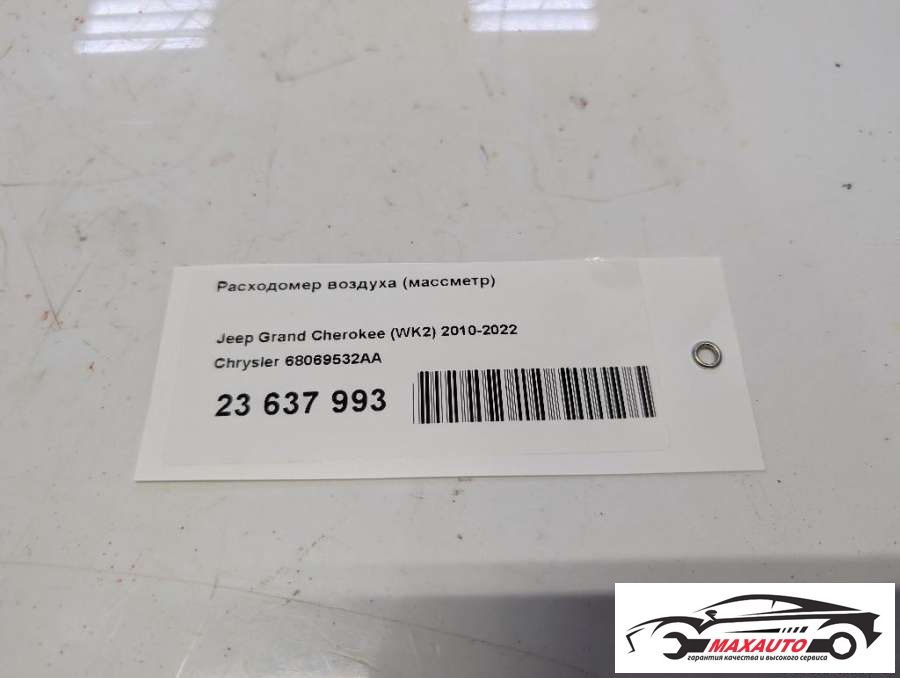 Расходомер воздуха (массметр)
Jeep Grand Cherokee (WK2) 2010-2022
Chrysler 68069532AA
23 637 993
MAXAUTO
гарантия качества и высокого сервиса